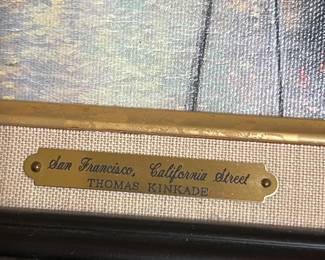 San Francisco, California Street
THOMAS KINKADE